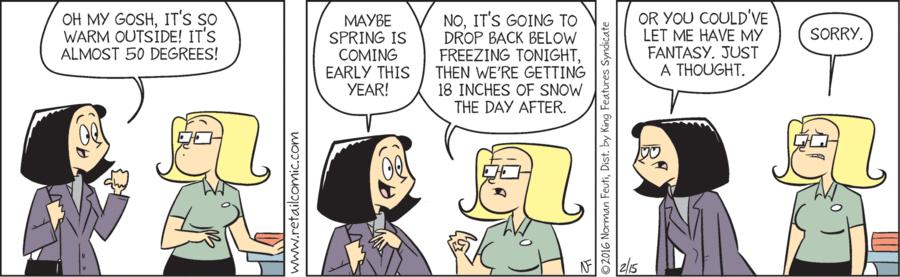 OH MY GOSH, IT'S SO
WARM OUTSIDE! IT'S
ALMOST 50 DEGREES!
www.retailcomic.com
MAYBE
SPRING IS
COMING
EARLY THIS
YEAR!
NO, IT'S GOING TO
DROP BACK BELOW
FREEZING TONIGHT,
THEN WE'RE GETTING
18 INCHES OF SNOW
THE DAY AFTER.
NF
©2016 Norman Feuti, Dist. by King Features Syndicate
OR YOU COULD'VE
LET ME HAVE MY
FANTASY. JUST
A THOUGHT.
SORRY.
2/15